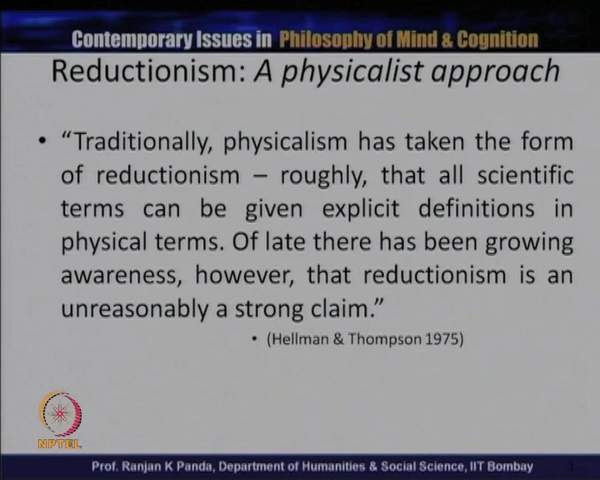 Contemporary Issues in Philosophy of Mind & Cognition
Reductionism: A physicalist approach
• “Traditionally, physicalism has taken the form
of reductionism – roughly, that all scientific
terms can be given explicit definitions in
physical terms. Of late there has been growing
awareness, however, that reductionism is an
unreasonably a strong claim.”
• (Hellman & Thompson 1975)
NPTEL
Prof. Ranjan K Panda, Department of Humanities & Social Science, IIT Bombay